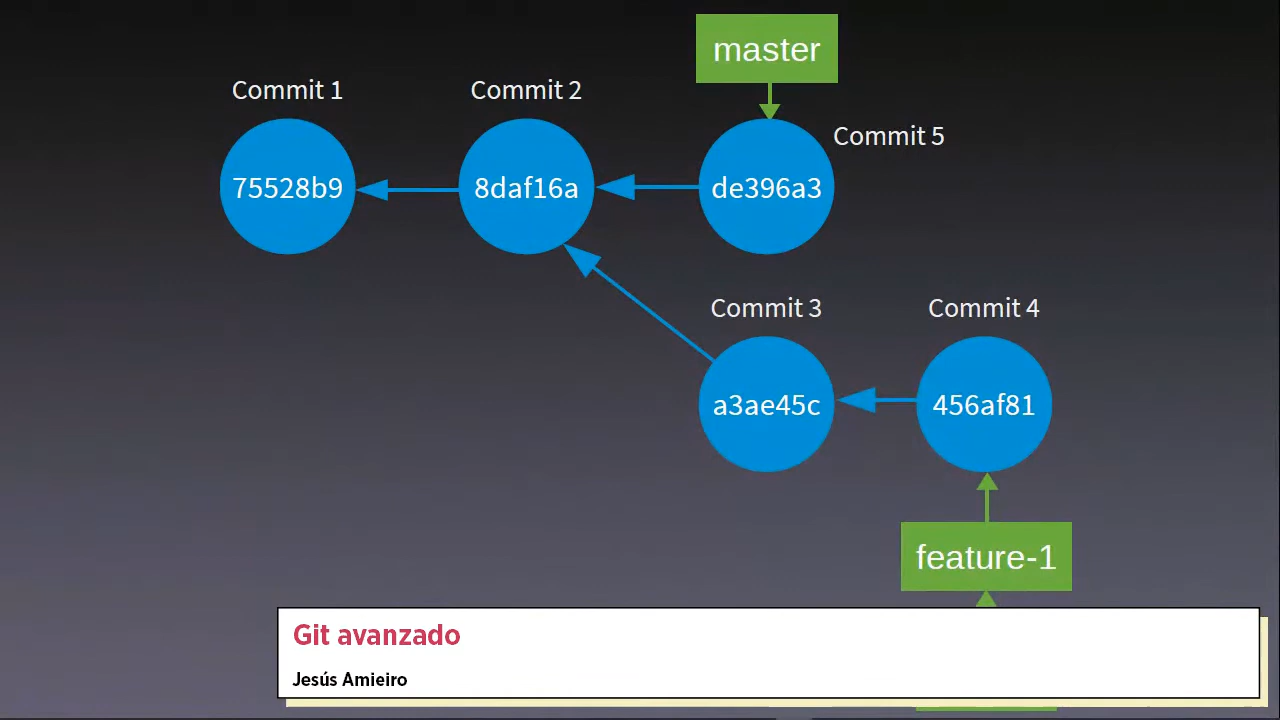 master
Commit 1
Commit 2
Commit 5
75528b9
8daf16a
de396a3
Commit 3
Commit 4
a3ae45c
456af81
feature-1
Git avanzado
Jesús Amieiro